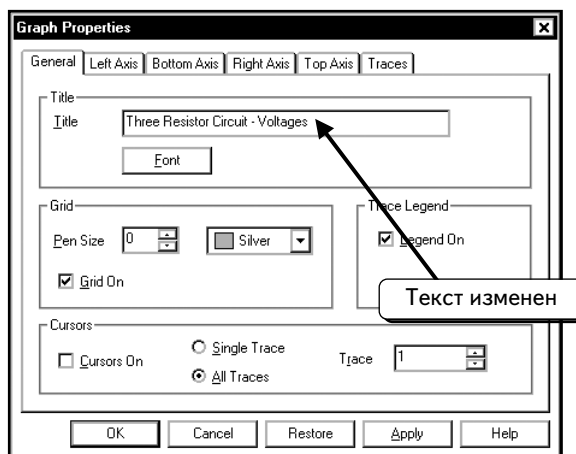 Graph Properties
General Left Axis Bottom Axis Right Axis Top Axis Traces
Title
Title Three Resistor Circuit - Voltages
Font
Grid
Pen Size 0 Silver
Grid On
Trace Legend
Legend On
Текст изменен
Cursors
Cursors On
Single Trace
All Traces
Trace 1
OK Cancel Restore Apply Help